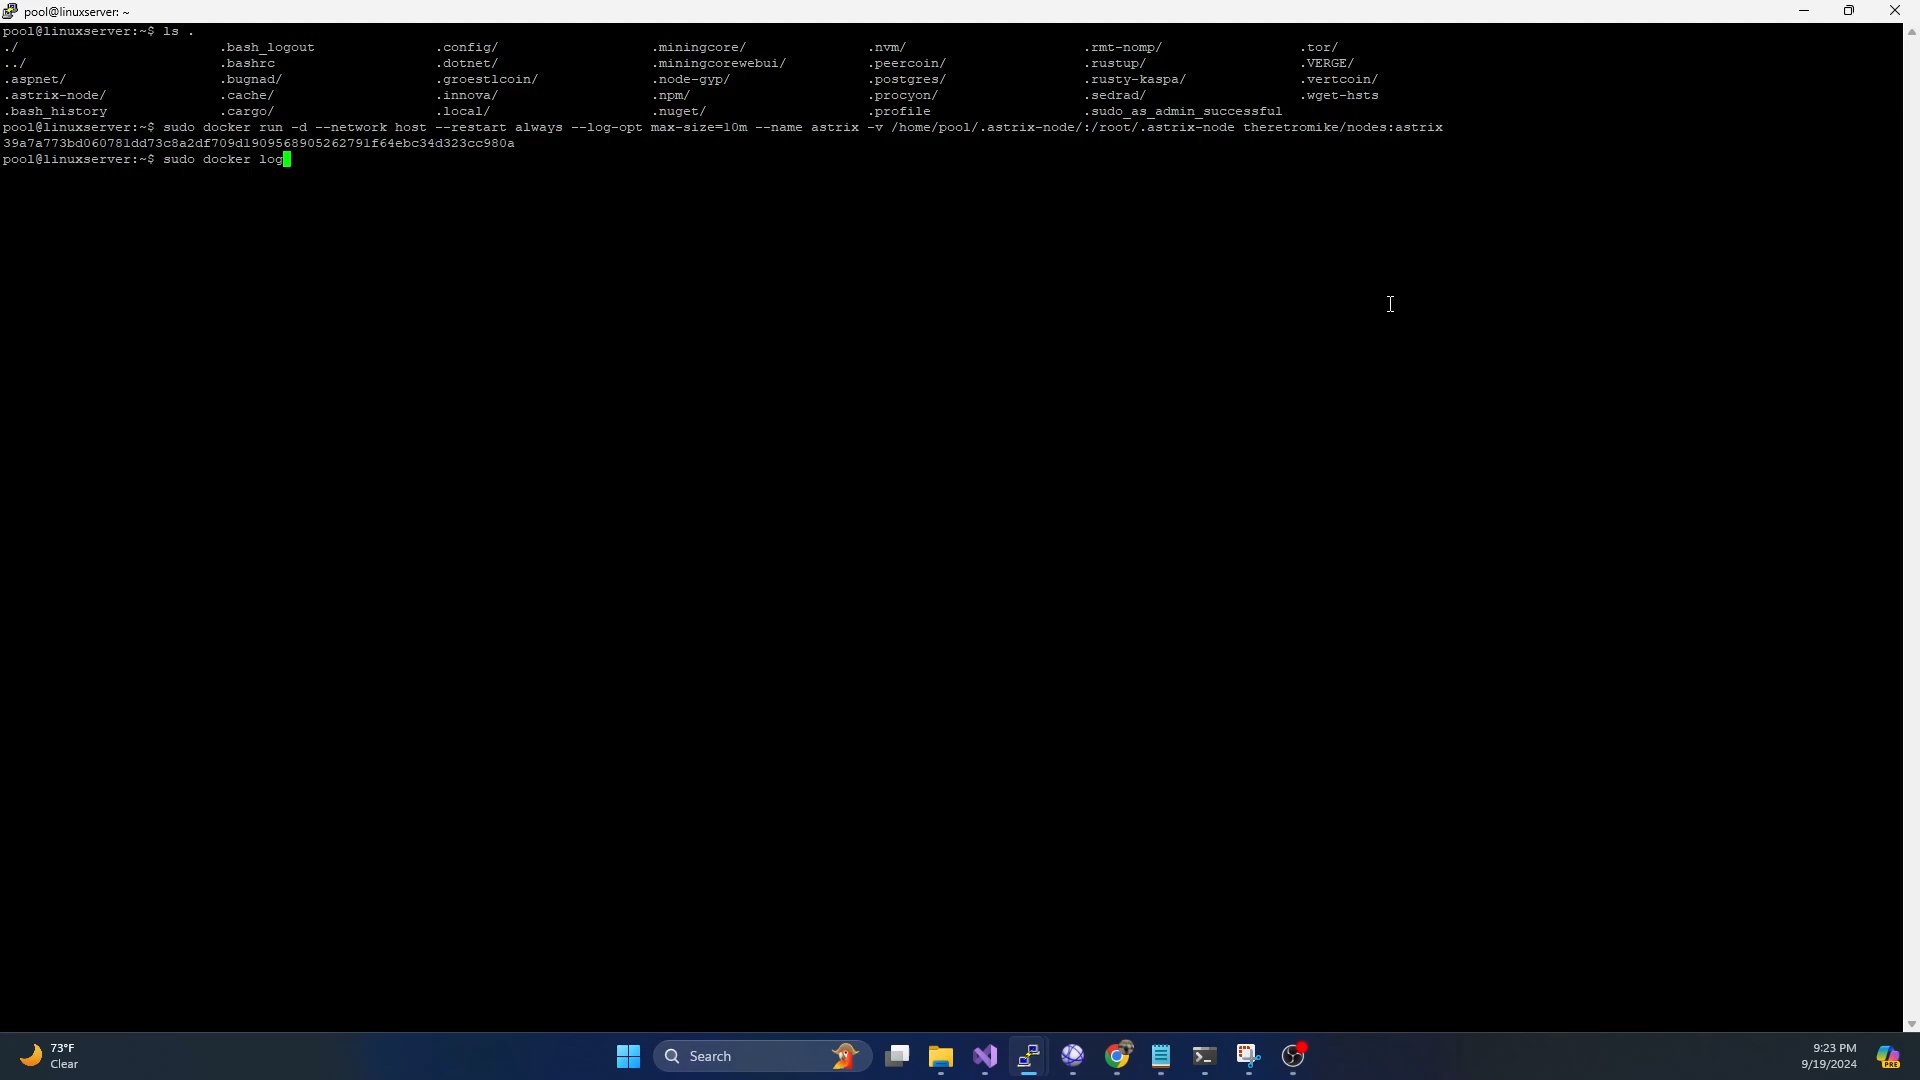 pool@linuxserver: ~
pool@linuxserver:~$ ls .
./ .bash_logout .config/ .miningcore/ .nvm/ .rmt-nomp/ .tor/
../ .bashrc .dotnet/ .miningcorewebui/ .peercoin/ .rustup/ .VERGE/
.aspnet/ .bugnad/ .groestlcoin/ .node-gyp/ .postgres/ .rusty-kaspa/ .vertcoin/
.astrix-node/ .cache/ .innova/ .npm/ .procyon/ .sedrad/ .wget-hsts
.bash_history .cargo/ .local/ .nuget/ .profile .sudo_as_admin_successful
pool@linuxserver:~$ sudo docker run -d --network host --restart always --log-opt max-size=10m --name astrix -v /home/pool/.astrix-node/:/root/.astrix-node theretromike/nodes:astrix
39a7a773bd060781dd73c8a2df709d1909568905262791f64ebc34d323cc980a
pool@linuxserver:~$ sudo docker log
73°F
Clear
Search
9:23 PM
9/19/2024
PRE